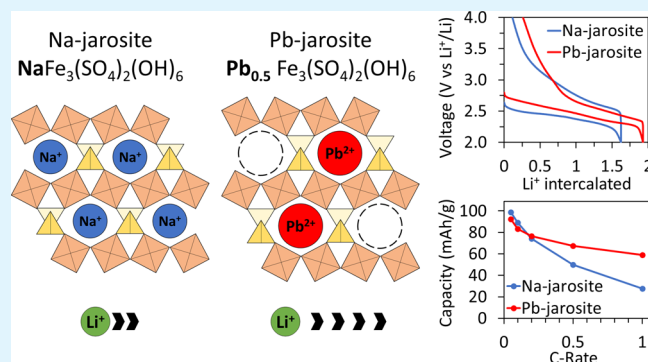 Na-jarosite
NaFe₃(SO₄)₂(OH)₆
Na⁺ Na⁺
Na⁺ Na⁺
Li⁺
Pb-jarosite
Pb₀.₅ Fe₃(SO₄)₂(OH)₆
Pb²⁺
Pb²⁺
Li⁺
Voltage (V vs Li⁺/Li)
4.0
3.5
3.0
2.5
2.0
Na-jarosite
Pb-jarosite
0 0.5 1 1.5 2
Li⁺ intercalated
Capacity (mAh/g)
100
80
60
40
20
0
Na-jarosite
Pb-jarosite
0 0.5 1
C-Rate